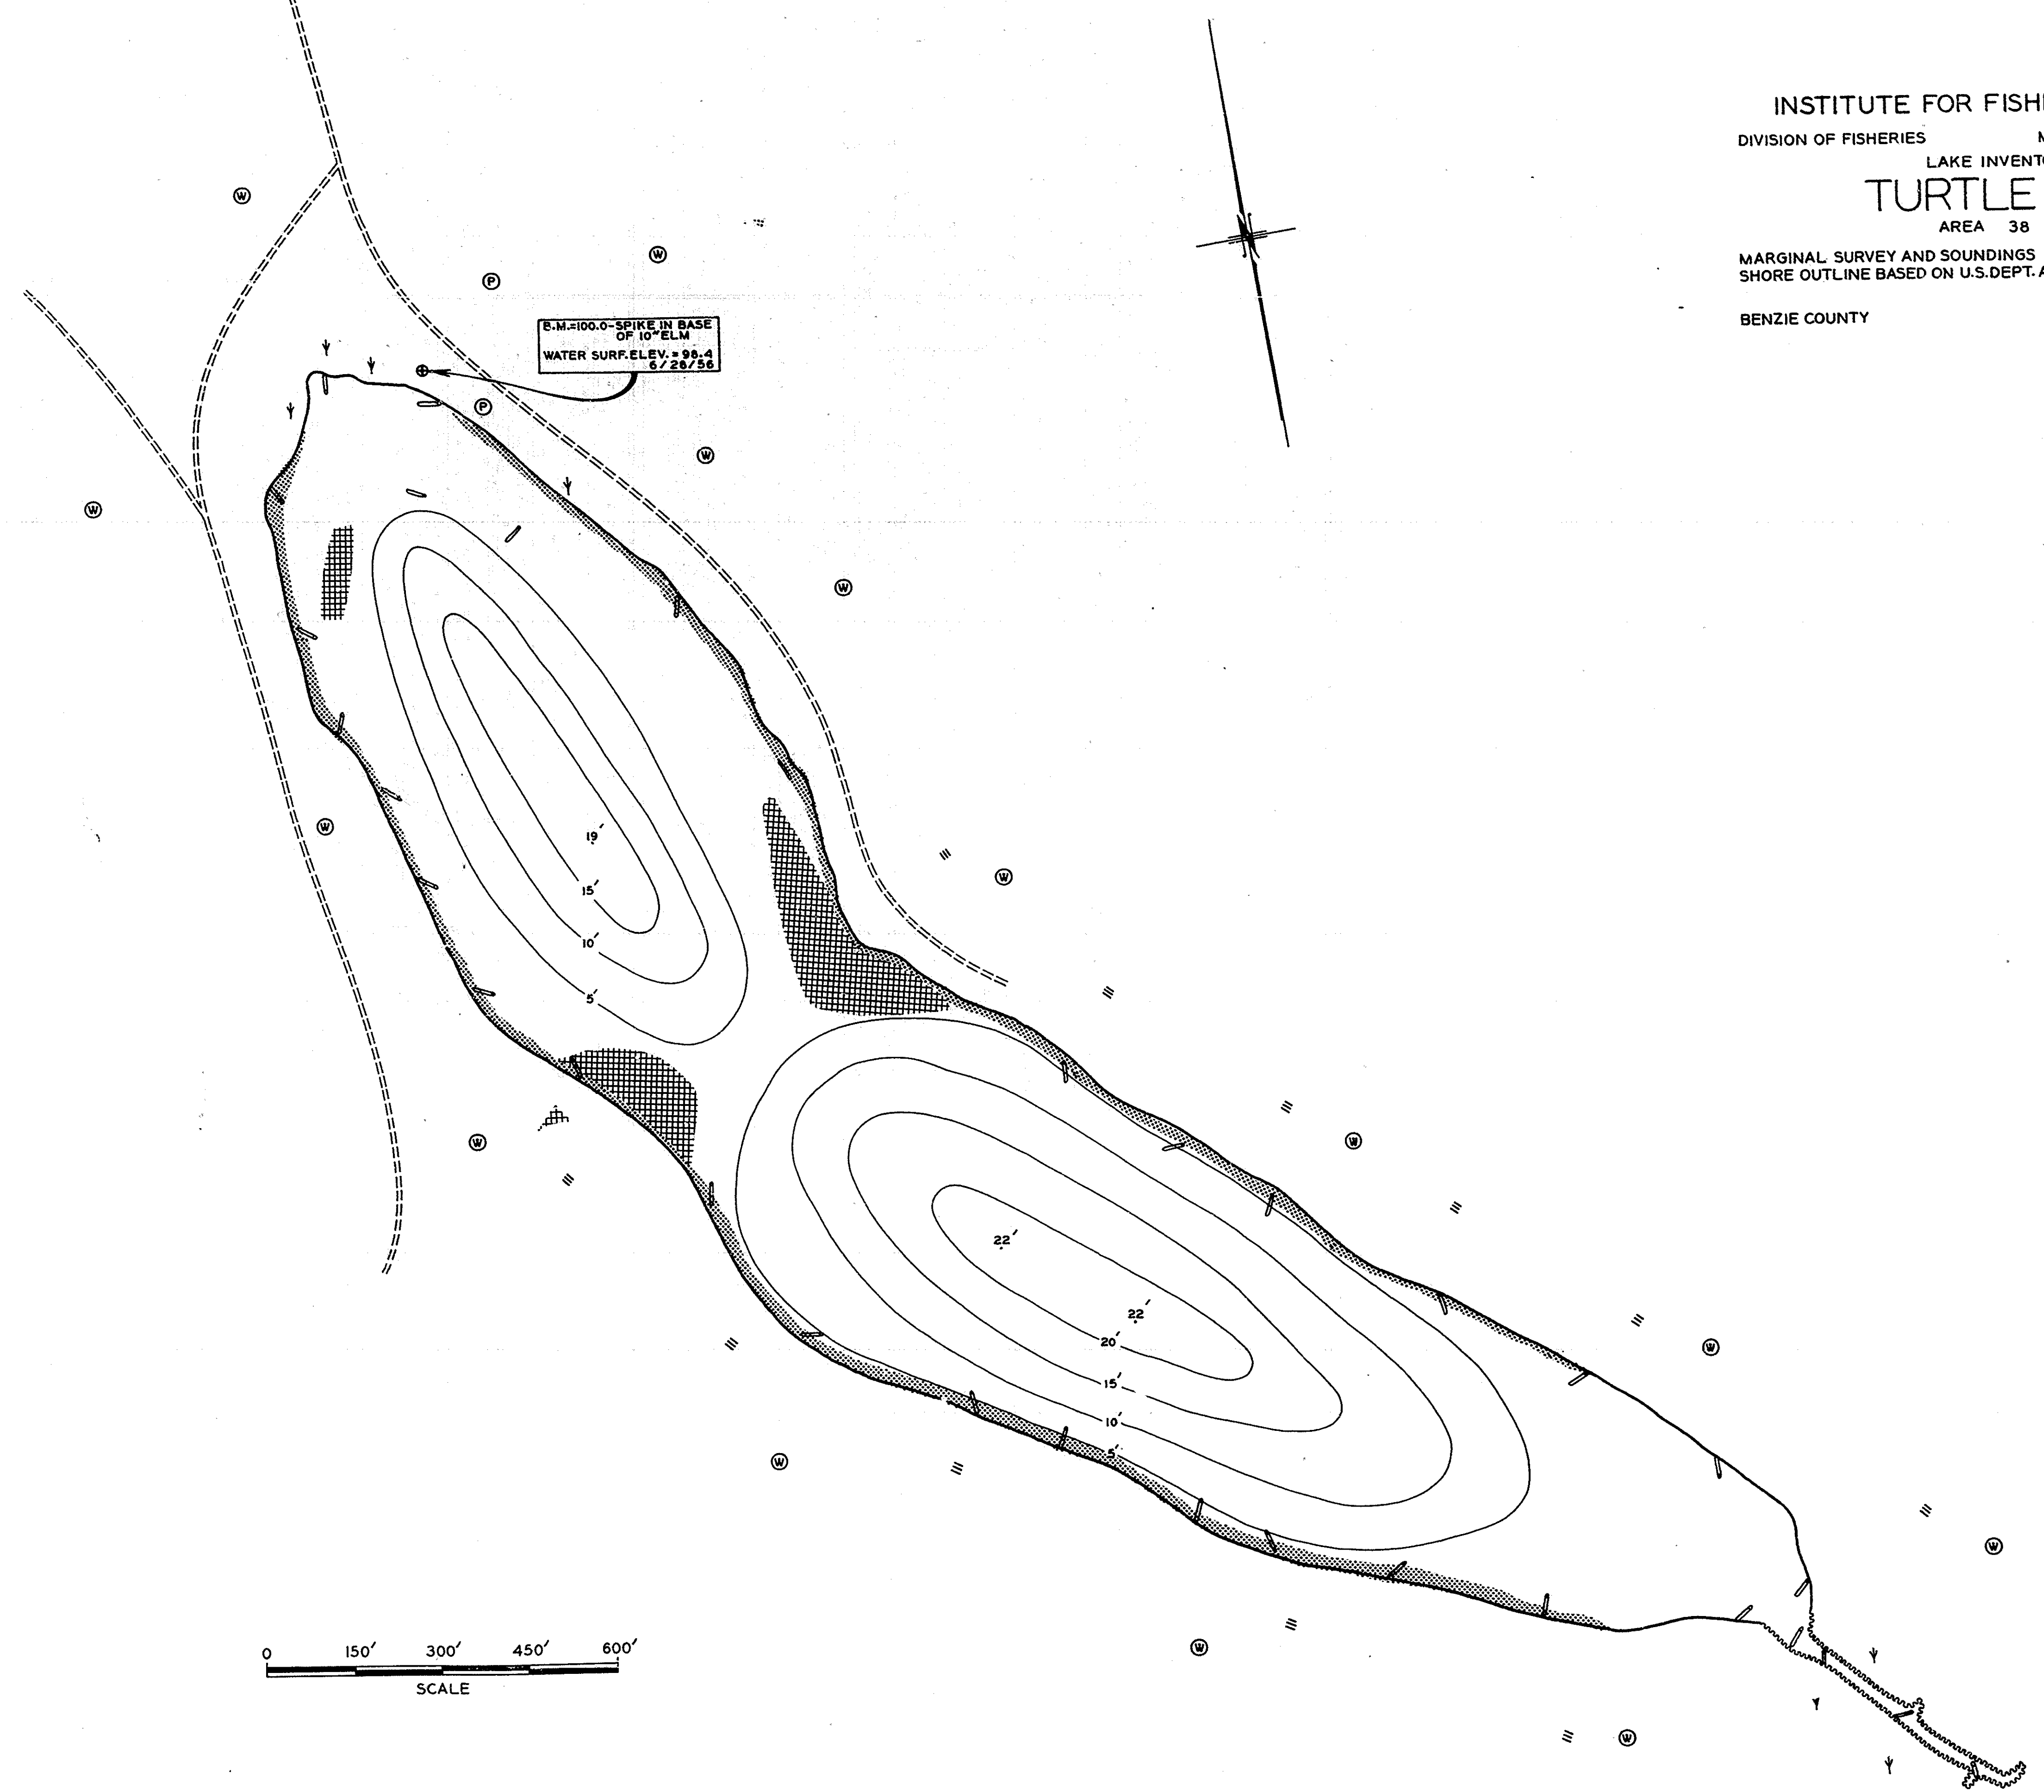 INSTITUTE FOR FISH
DIVISION OF FISHERIES
LAKE INVENT
TURTLE
AREA 38
MARGINAL SURVEY AND SOUNDINGS
SHORE OUTLINE BASED ON U.S.DEPT.
BENZIE COUNTY
B.M.=100.0-SPIKE IN BASE
OF 10" ELM
WATER SURF. ELEV. = 98.4
6/28/56
W
W
P
P
W
W
W
19'
15'
10'
5'
W
W
W
W
22'
22'
20'
15'
10'
5'
W
W
W
W
W
0 150' 300' 450' 600'
SCALE
N